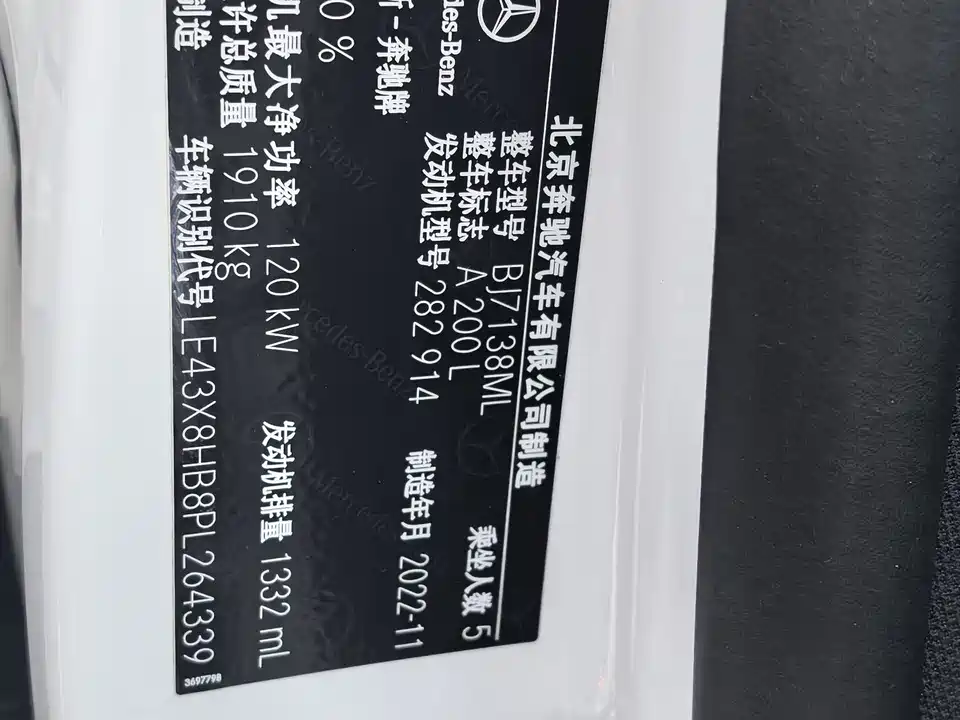 北京奔驰汽车有限公司制造
Mercedes-Benz
整车型号 BJ7138ML
整车标志 A 200 L 乘坐人数 5
奔驰牌 发动机型号 282 914 制造年月 2022-11
0 %
机最大净功率 120 kW 发动机排量 1332 mL
许总质量 1910 kg
制造 车辆识别代号 LE43X8HB8PL264339
3697798